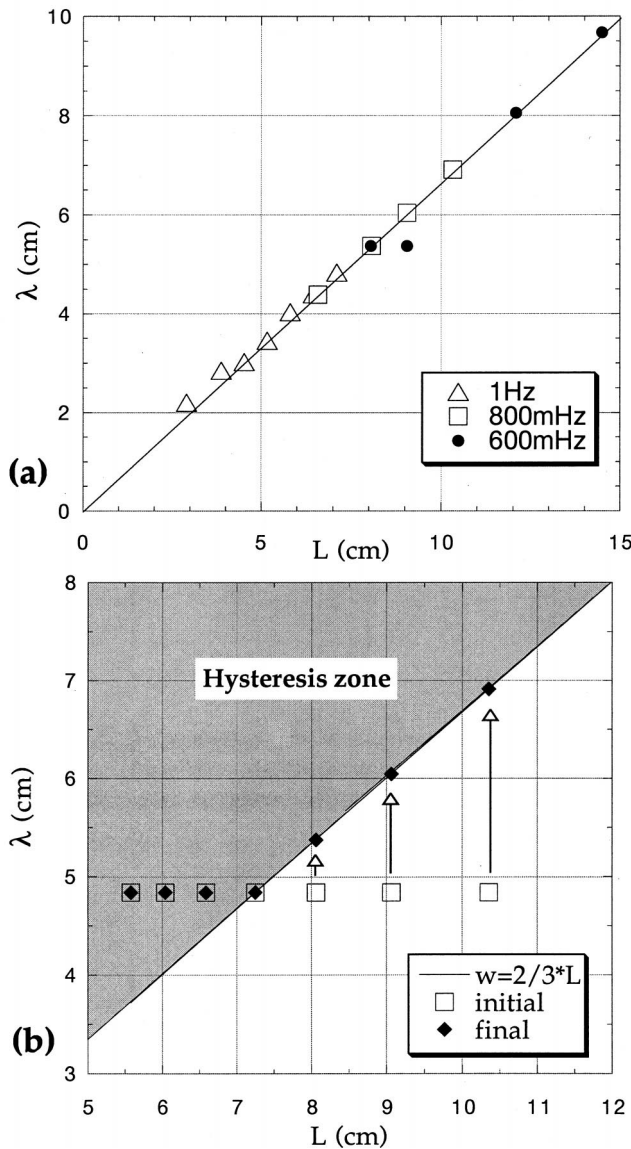 10
8
6
4
2
0
λ (cm)
0
5
10
15
L (cm)
1Hz
800mHz
600mHz
(a)
8
7
6
5
4
3
λ (cm)
Hysteresis zone
w=2/3*L
initial
final
5
6
7
8
9
10
11
12
L (cm)
(b)